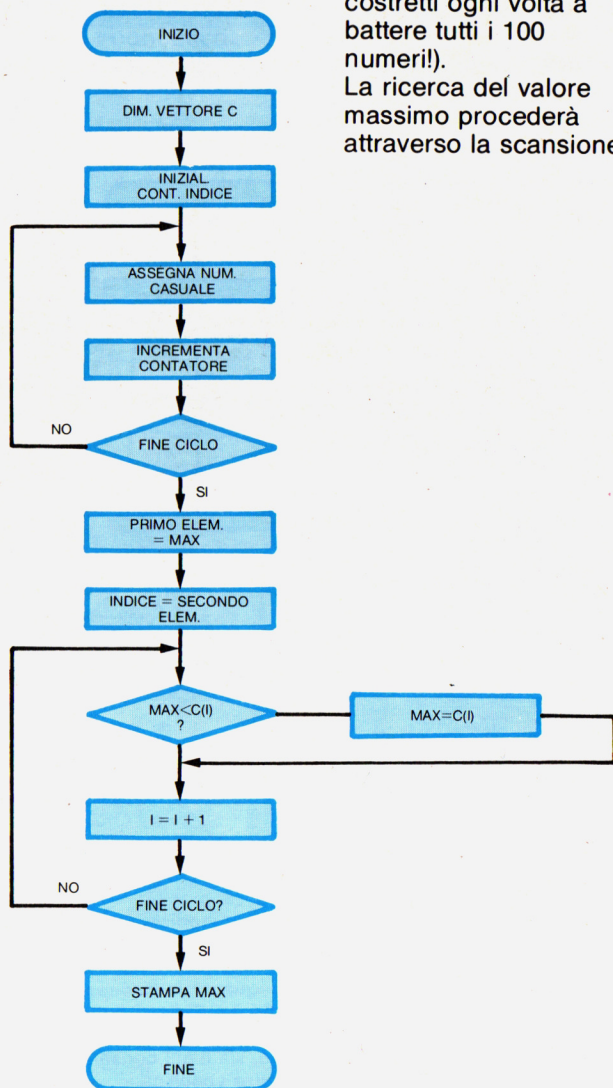 costretti ogni volta a
battere tutti i 100
numeri!).
La ricerca del valore
massimo procederà
attraverso la scansione
INIZIO
DIM. VETTORE C
INIZIAL.
CONT. INDICE
ASSEGNA NUM.
CASUALE
INCREMENTA
CONTATORE
FINE CICLO
NO
SI
PRIMO ELEM.
= MAX
INDICE = SECONDO
ELEM.
MAX<C(I)
?
MAX=C(I)
I = I + 1
FINE CICLO?
NO
SI
STAMPA MAX
FINE